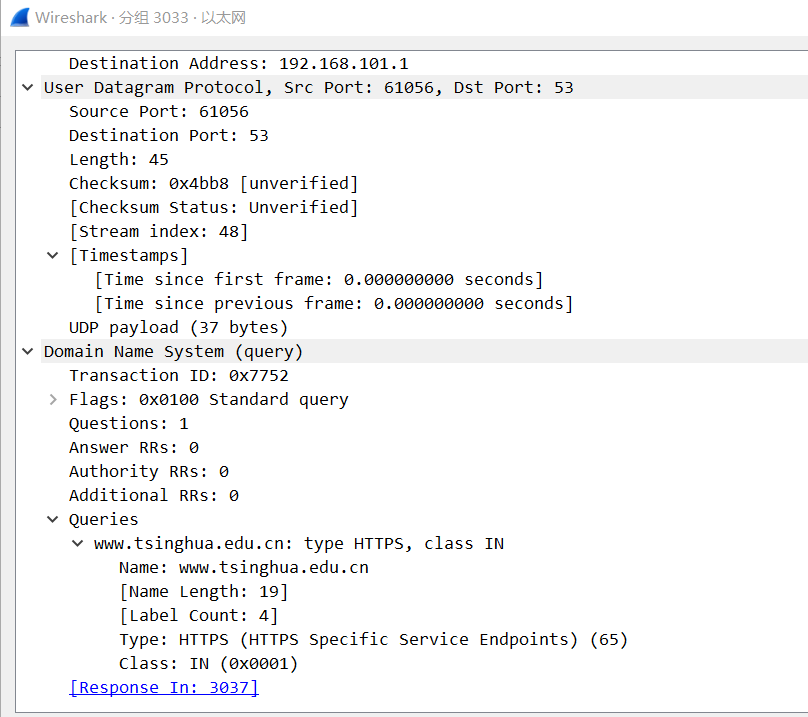 Wireshark · 分组 3033 · 以太网
Destination Address: 192.168.101.1
User Datagram Protocol, Src Port: 61056, Dst Port: 53
Source Port: 61056
Destination Port: 53
Length: 45
Checksum: 0x4bb8 [unverified]
[Checksum Status: Unverified]
[Stream index: 48]
[Timestamps]
[Time since first frame: 0.000000000 seconds]
[Time since previous frame: 0.000000000 seconds]
UDP payload (37 bytes)
Domain Name System (query)
Transaction ID: 0x7752
Flags: 0x0100 Standard query
Questions: 1
Answer RRs: 0
Authority RRs: 0
Additional RRs: 0
Queries
www.tsinghua.edu.cn: type HTTPS, class IN
Name: www.tsinghua.edu.cn
[Name Length: 19]
[Label Count: 4]
Type: HTTPS (HTTPS Specific Service Endpoints) (65)
Class: IN (0x0001)
[Response In: 3037]